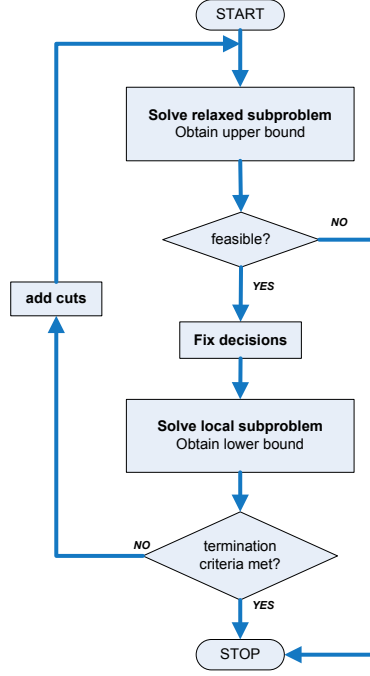 START
Solve relaxed subproblem
Obtain upper bound
feasible?
NO
YES
add cuts
Fix decisions
Solve local subproblem
Obtain lower bound
NO
termination
criteria met?
YES
STOP